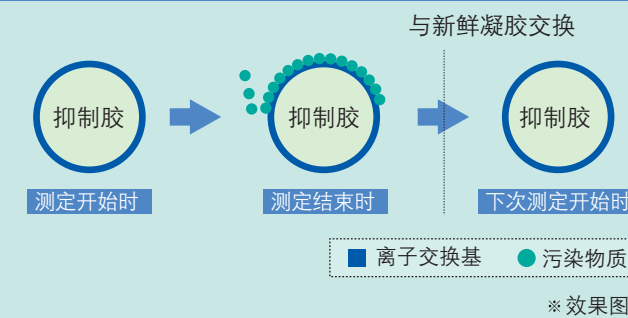 与新鲜凝胶交换
抑制胶
抑制胶
抑制胶
测定开始时
测定结束时
下次测定开始时
离子交换基
污染物质
※效果图